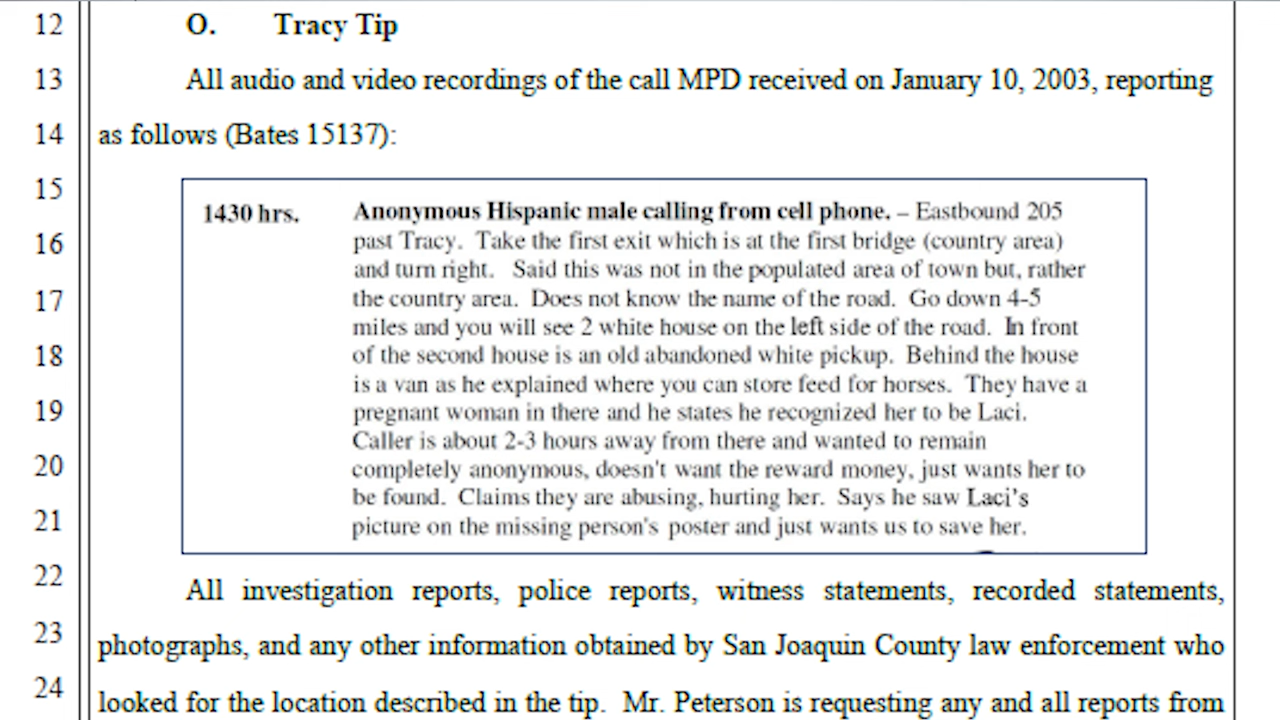 12 O. Tracy Tip
13 All audio and video recordings of the call MPD received on January 10, 2003, reporting
14 as follows (Bates 15137):
15
1430 hrs. Anonymous Hispanic male calling from cell phone. – Eastbound 205
16 past Tracy. Take the first exit which is at the first bridge (country area)
and turn right. Said this was not in the populated area of town but, rather
17 the country area. Does not know the name of the road. Go down 4-5
miles and you will see 2 white house on the left side of the road. In front
18 of the second house is an old abandoned white pickup. Behind the house
is a van as he explained where you can store feed for horses. They have a
19 pregnant woman in there and he states he recognized her to be Laci.
Caller is about 2-3 hours away from there and wanted to remain
20 completely anonymous, doesn't want the reward money, just wants her to
be found. Claims they are abusing, hurting her. Says he saw Laci's
21 picture on the missing person's poster and just wants us to save her.
22 All investigation reports, police reports, witness statements, recorded statements,
23 photographs, and any other information obtained by San Joaquin County law enforcement who
24 looked for the location described in the tip. Mr. Peterson is requesting any and all reports from